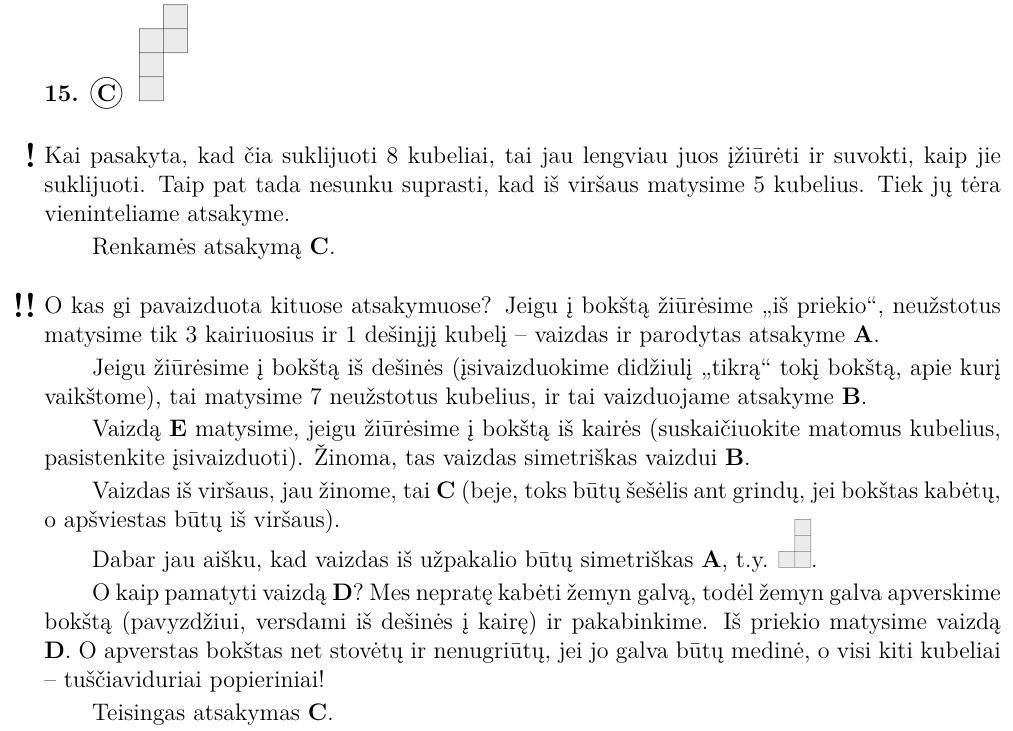 15. C
! Kai pasakyta, kad čia suklijuoti 8 kubeliai, tai jau lengviau juos įžiūrėti ir suvokti, kaip jie
suklijuoti. Taip pat tada nesunku suprasti, kad iš viršaus matysime 5 kubelius. Tiek jų tėra
vieninteliame atsakyme.
Renkamės atsakymą C.
!! O kas gi pavaizduota kituose atsakymuose? Jeigu į bokštą žiūrėsime „iš priekio“, neužstotus
matysime tik 3 kairiuosius ir 1 dešinįjį kubelį – vaizdas ir parodytas atsakyme A.
Jeigu žiūrėsime į bokštą iš dešinės (įsivaizduokime didžiulį „tikrą“ tokį bokštą, apie kurį
vaikštome), tai matysime 7 neužstotus kubelius, ir tai vaizduojame atsakyme B.
Vaizdą E matysime, jeigu žiūrėsime į bokštą iš kairės (suskaičiuokite matomus kubelius,
pasistenkite įsivaizduoti). Žinoma, tas vaizdas simetriškas vaizdui B.
Vaizdas iš viršaus, jau žinome, tai C (beje, toks būtų šešėlis ant grindų, jei bokštas kabėtų,
o apšviestas būtų iš viršaus).
Dabar jau aišku, kad vaizdas iš užpakalio būtų simetriškas A, t.y. .
O kaip pamatyti vaizdą D? Mes nepratę kabėti žemyn galvą, todėl žemyn galva apverskime
bokštą (pavyzdžiui, versdami iš dešinės į kairę) ir pakabinkime. Iš priekio matysime vaizdą
D. O apverstas bokštas net stovėtų ir nenugriūtų, jei jo galva būtų medinė, o visi kiti kubeliai
– tuščiaviduriai popieriniai!
Teisingas atsakymas C.